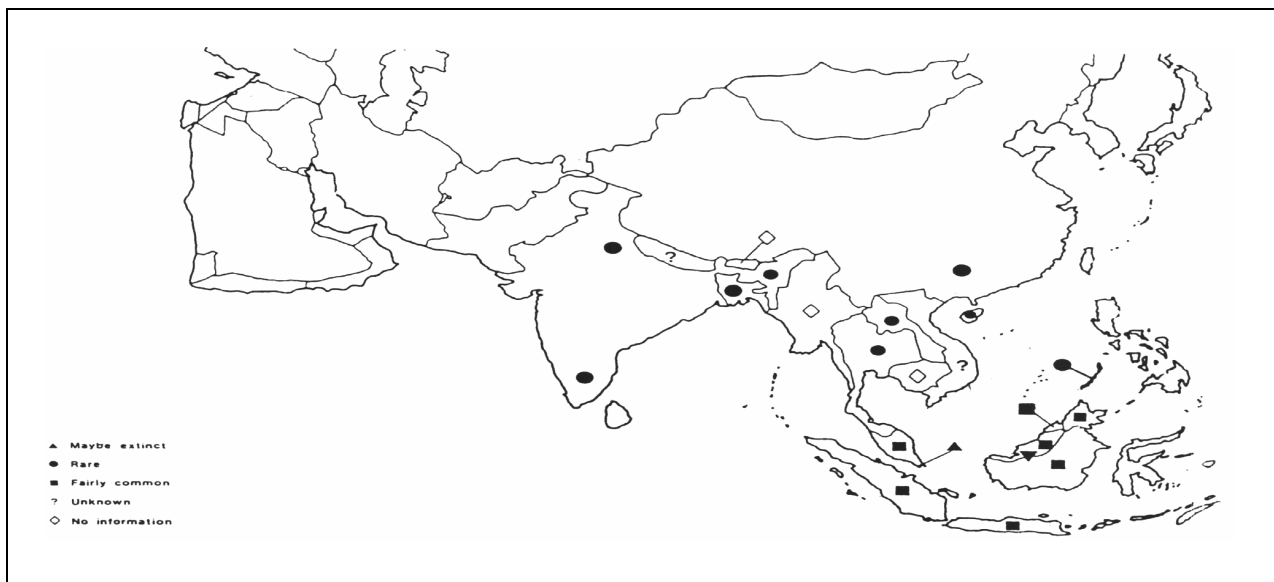 ?
?
Maybe extinct
Rare
Fairly common
? Unknown
No information